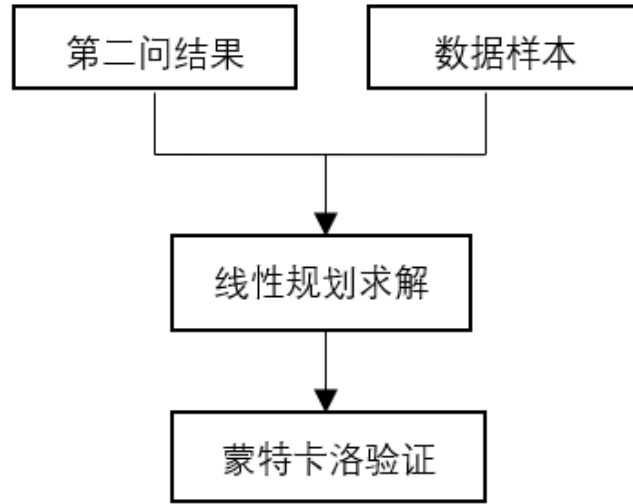 第二问结果
数据样本
线性规划求解
蒙特卡洛验证